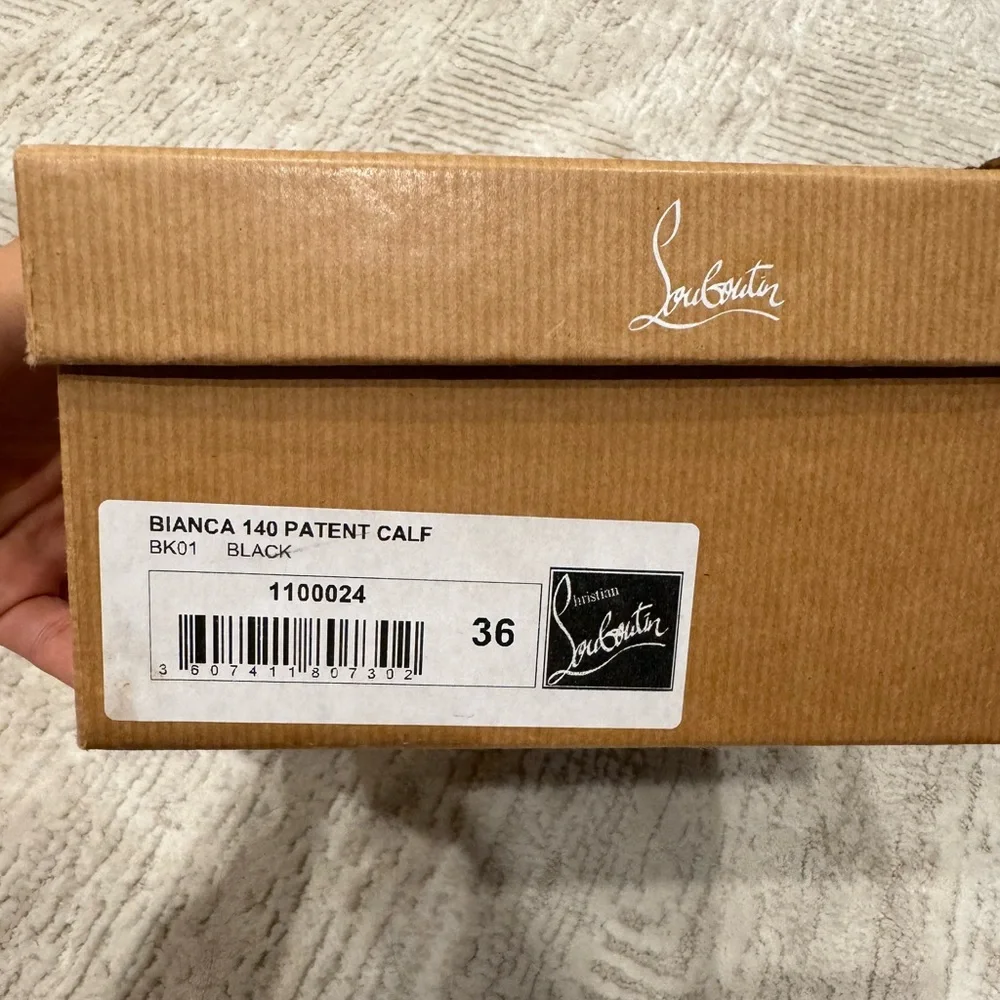 Louboutin
BIANCA 140 PATENT CALF
BK01 BLACK
1100024
36
3 607411 807302
Christian
Louboutin